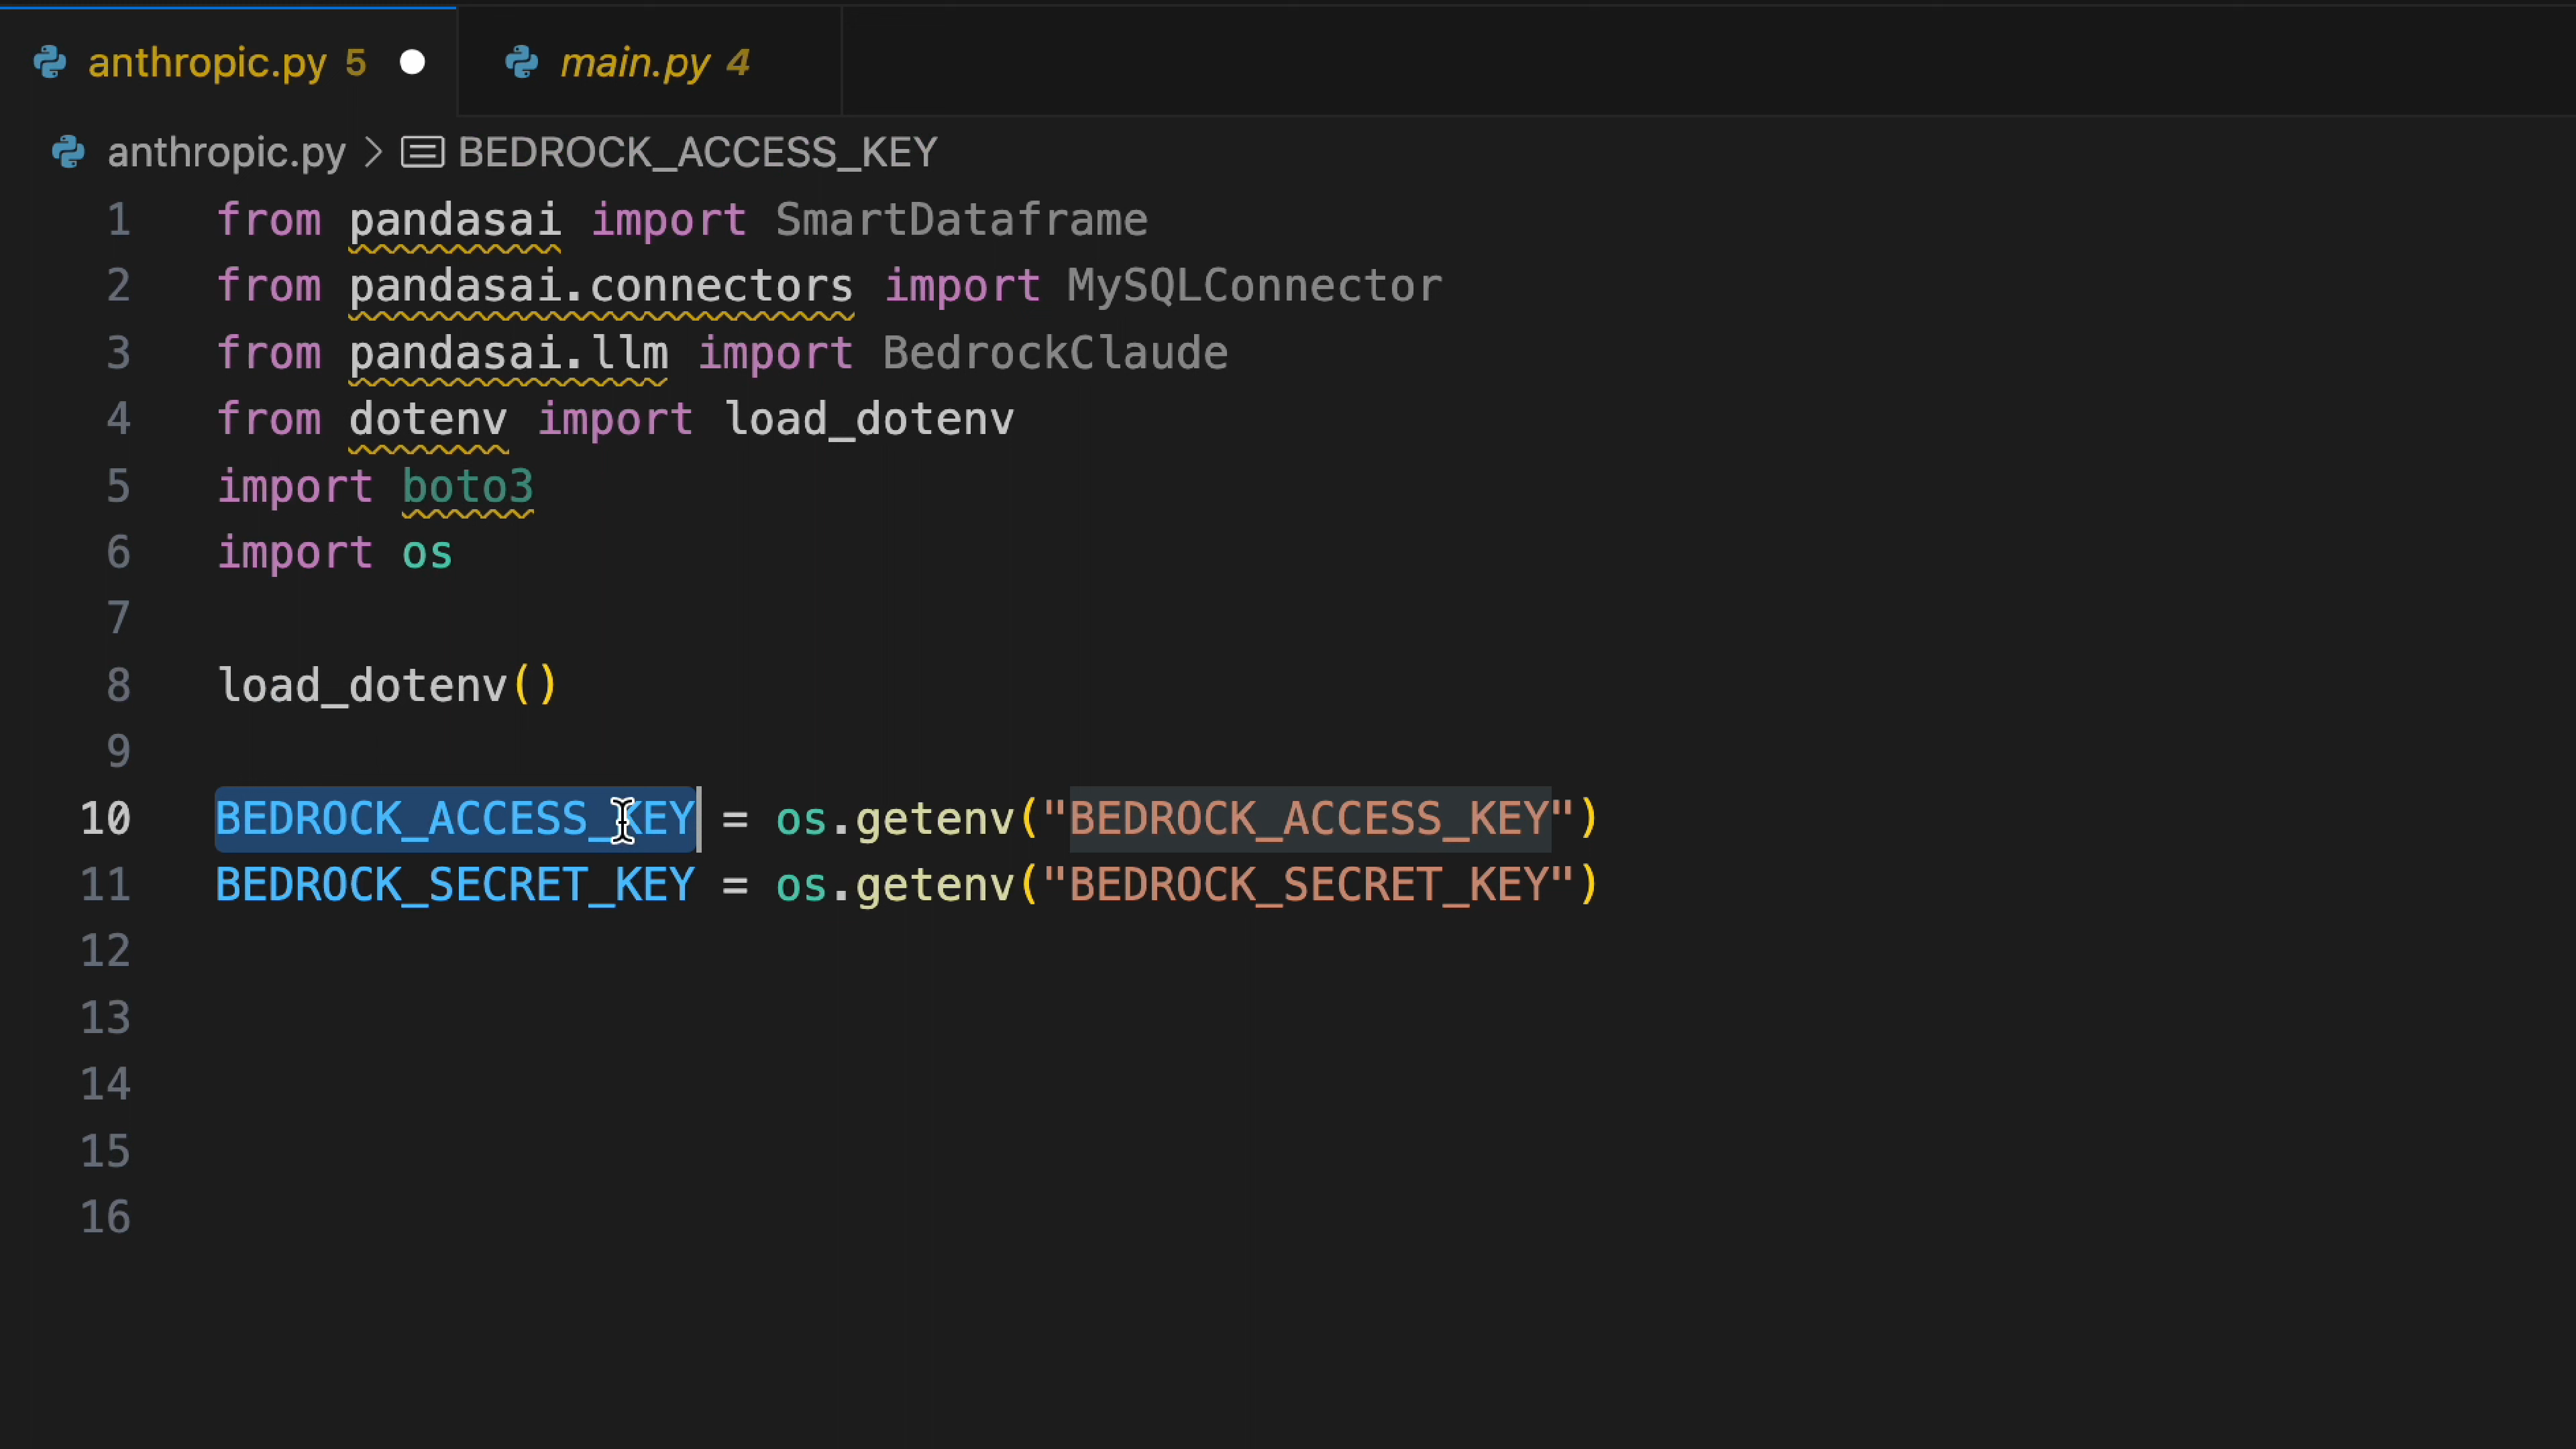 anthropic.py 5
main.py 4
anthropic.py > BEDROCK_ACCESS_KEY
1 from pandasai import SmartDataframe
2 from pandasai.connectors import MySQLConnector
3 from pandasai.llm import BedrockClaude
4 from dotenv import load_dotenv
5 import boto3
6 import os
7
8 load_dotenv()
9
10 BEDROCK_ACCESS_KEY = os.getenv("BEDROCK_ACCESS_KEY")
11 BEDROCK_SECRET_KEY = os.getenv("BEDROCK_SECRET_KEY")
12
13
14
15
16